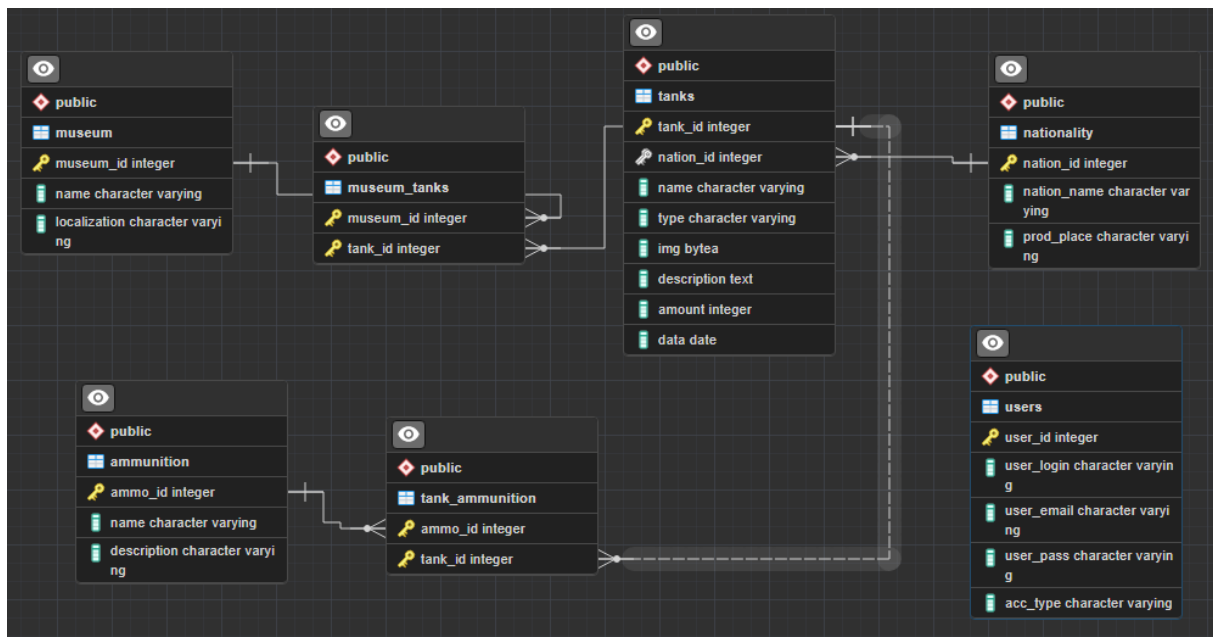 public
museum
museum_id integer
name character varying
localization character varyi
ng
public
museum_tanks
museum_id integer
tank_id integer
public
tanks
tank_id integer
nation_id integer
name character varying
type character varying
img bytea
description text
amount integer
data date
public
nationality
nation_id integer
nation_name character var
ying
prod_place character varyi
ng
public
ammunition
ammo_id integer
name character varying
description character varyi
ng
public
tank_ammunition
ammo_id integer
tank_id integer
public
users
user_id integer
user_login character varyin
g
user_email character varyi
ng
user_pass character varyin
g
acc_type character varying